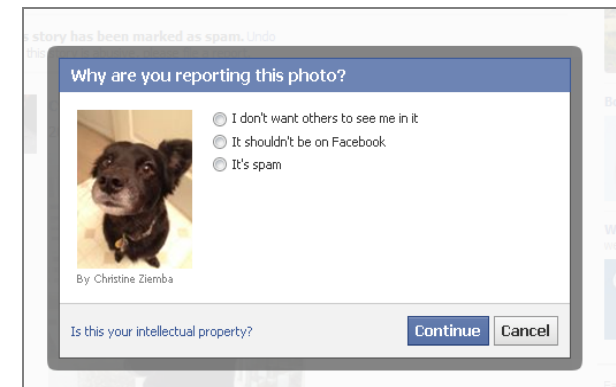 s story has been marked as spam. Undo
Why are you reporting this photo?
I don't want others to see me in it
It shouldn't be on Facebook
It's spam
By Christine Ziemba
Is this your intellectual property?
Continue
Cancel